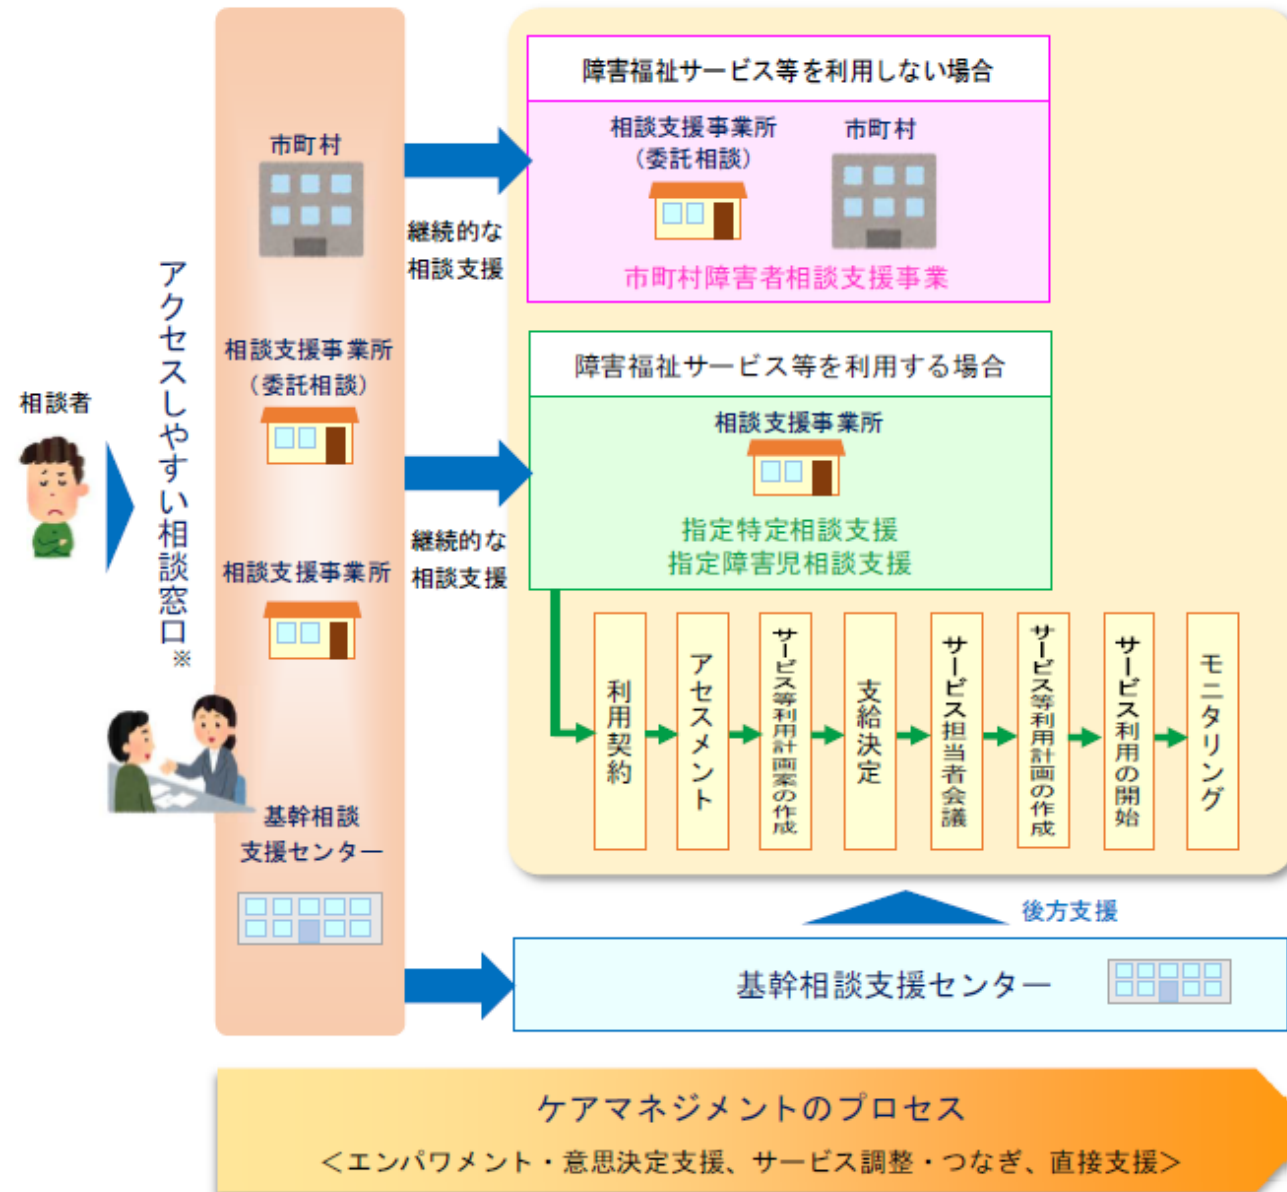 相談者
アクセスしやすい相談窓口※
市町村
相談支援事業所
（委託相談）
相談支援事業所
基幹相談
支援センター
継続的な
相談支援
障害福祉サービス等を利用しない場合
相談支援事業所
（委託相談）
市町村
市町村障害者相談支援事業
継続的な
相談支援
障害福祉サービス等を利用する場合
相談支援事業所
指定特定相談支援
指定障害児相談支援
利用契約
アセスメント
サービス等利用計画案の作成
支給決定
サービス担当者会議
サービス等利用計画の作成
サービス利用の開始
モニタリング
後方支援
基幹相談支援センター
ケアマネジメントのプロセス
＜エンパワメント・意思決定支援、サービス調整・つなぎ、直接支援＞